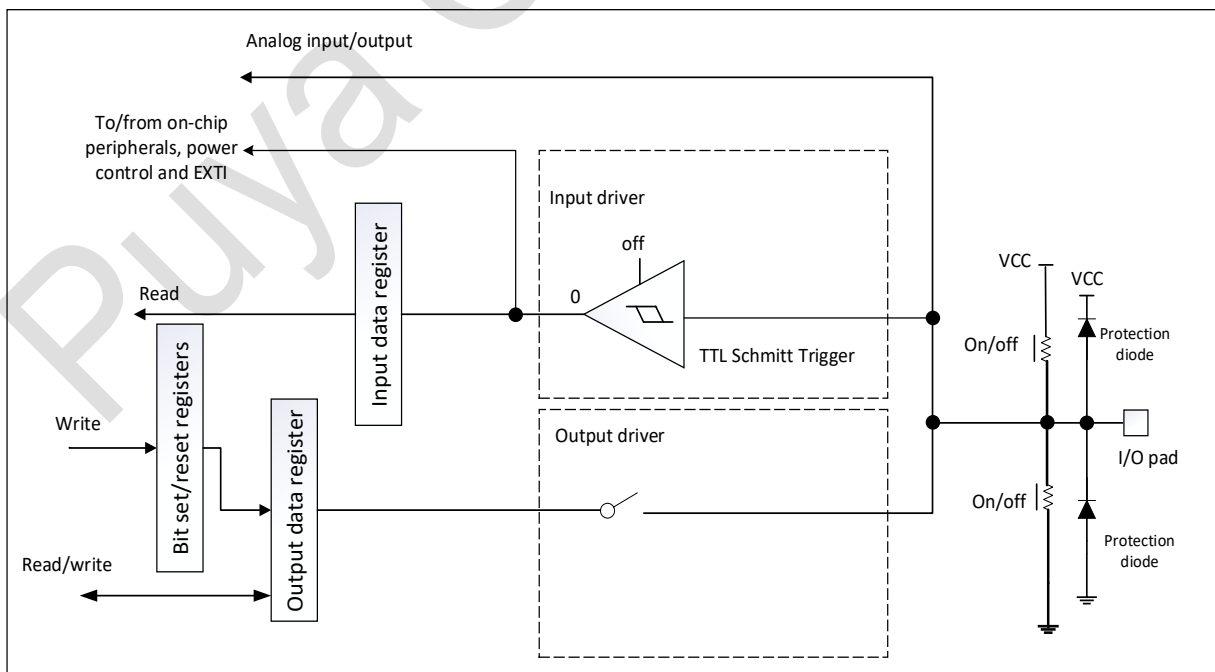 Analog input/output
To/from on-chip
peripherals, power
control and EXTI
Input driver
off
0
TTL Schmitt Trigger
Read
Input data register
Bit set/reset registers
Write
Output data register
Read/write
Output driver
VCC
VCC
On/off
Protection
diode
I/O pad
On/off
Protection
diode
Puya